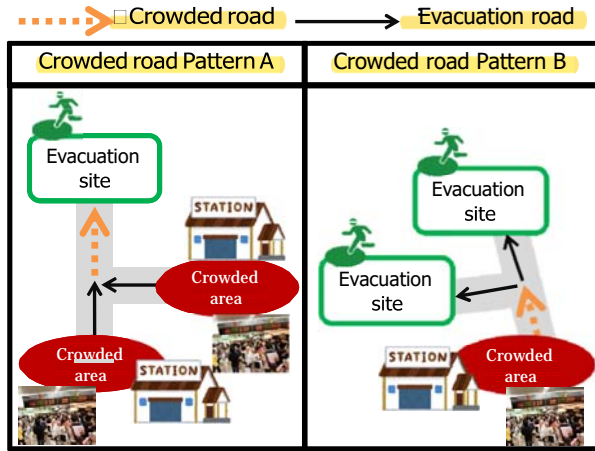 □ Crowded road
Evacuation road
Crowded road Pattern A
Crowded road Pattern B
Evacuation
site
STATION
Crowded
area
Crowded
area
STATION
Evacuation
site
Evacuation
site
STATION
Crowded
area